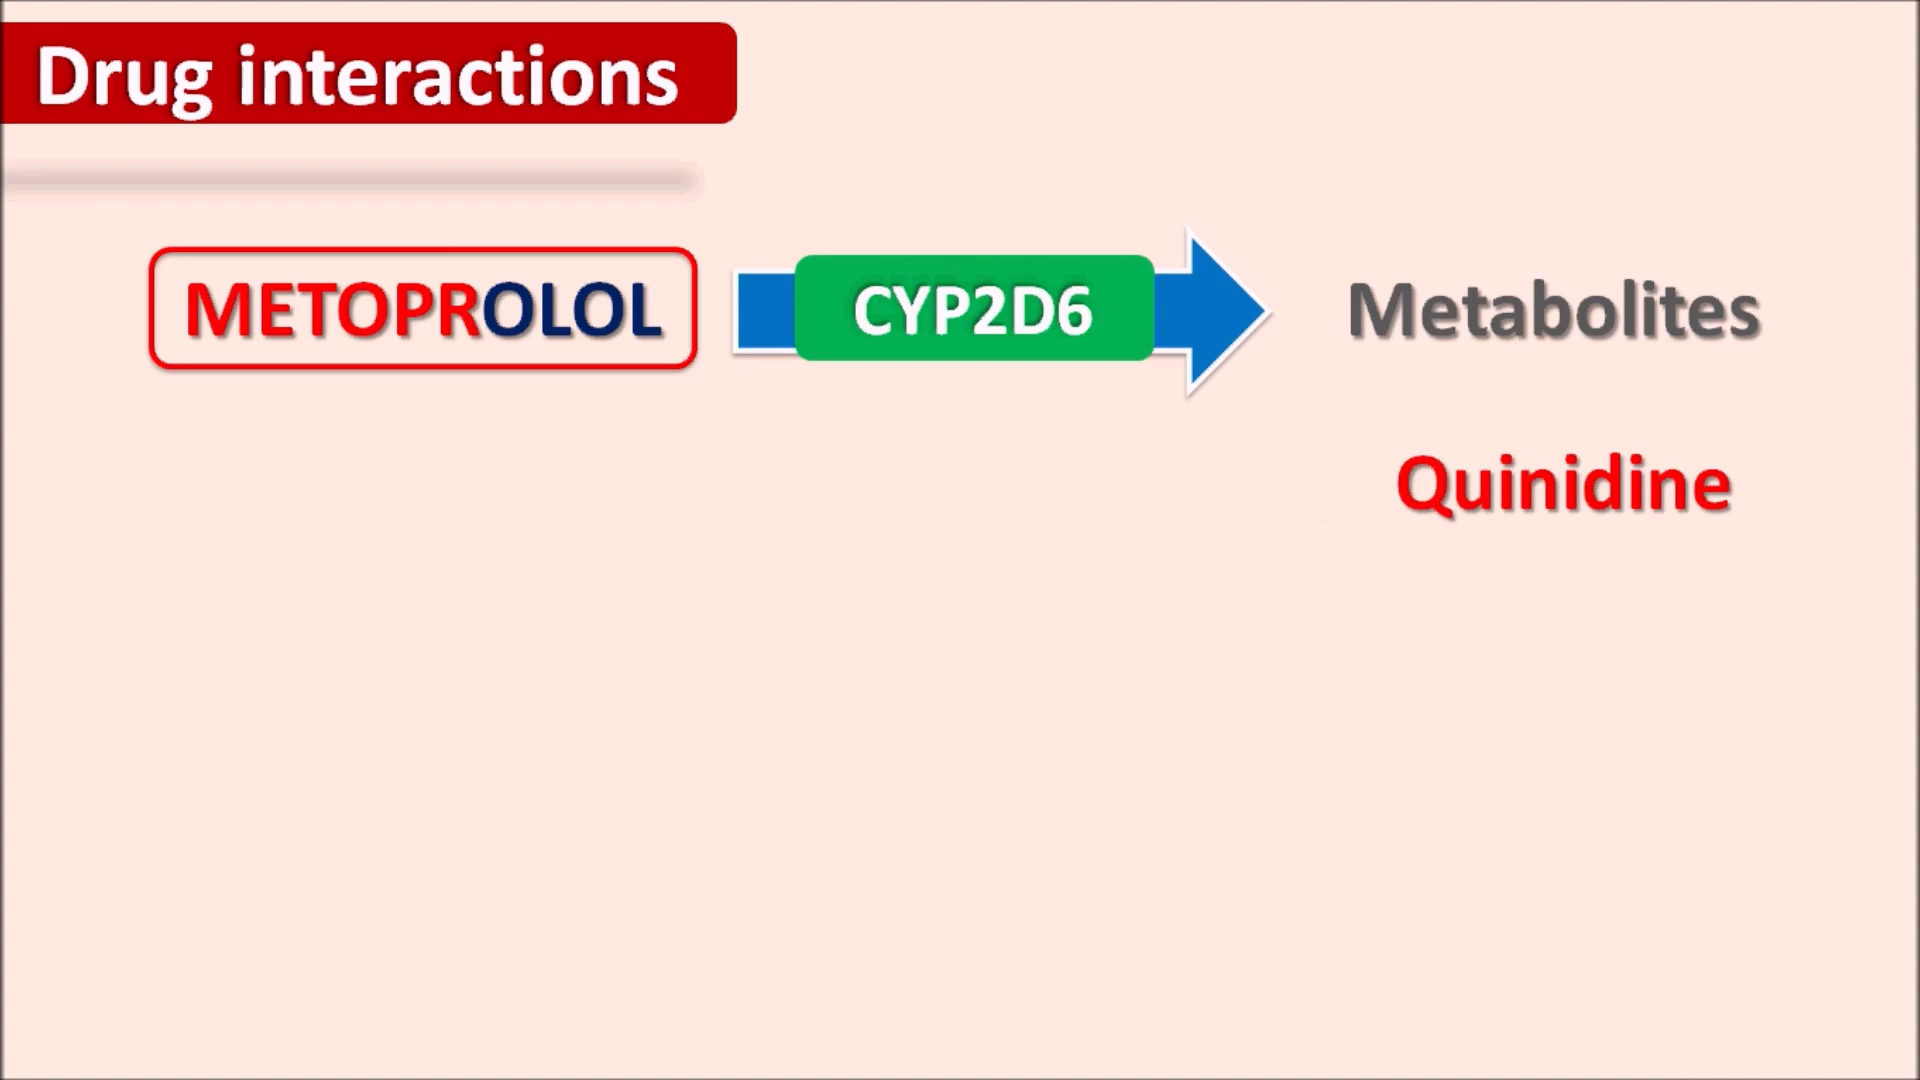 Drug interactions
METOPROLOL
CYP2D6
Metabolites
Quinidine